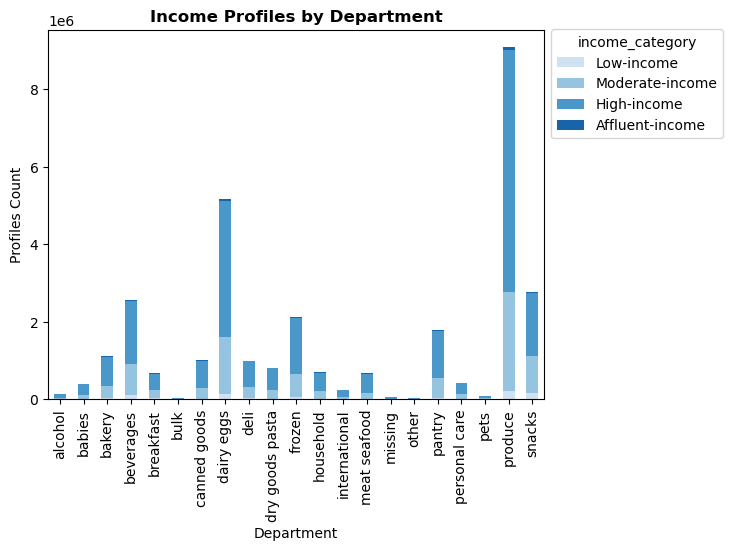 Income Profiles by Department
1e6
income_category
Low-income
Moderate-income
High-income
Affluent-income
8
6
4
2
0
Profiles Count
alcohol
babies
bakery
beverages
breakfast
bulk
canned goods
dairy eggs
deli
dry goods pasta
frozen
household
international
meat seafood
missing
other
pantry
personal care
pets
produce
snacks
Department